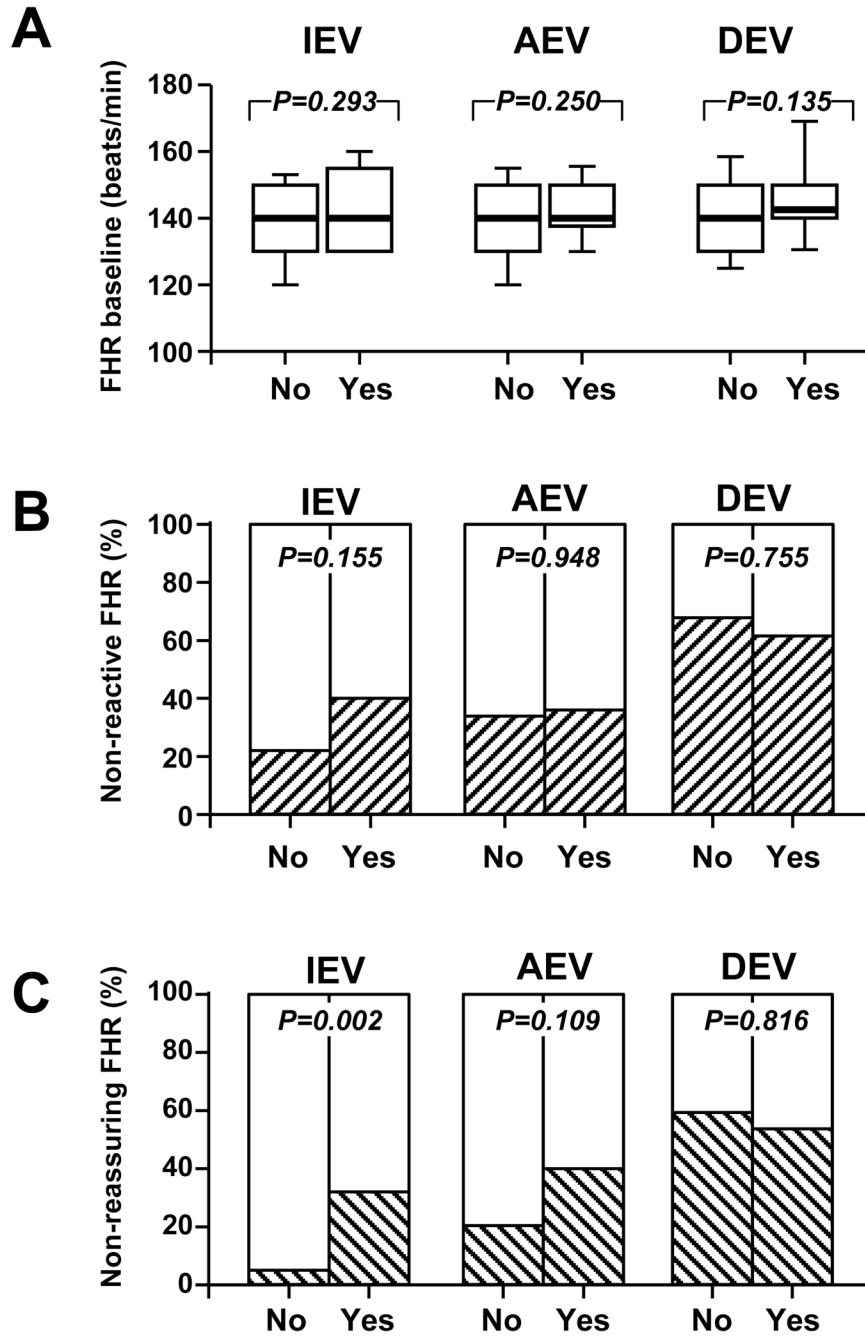 A
IEV AEV DEV
FHR baseline (beats/min)
180
160
140
120
100
P=0.293 P=0.250 P=0.135
No Yes No Yes No Yes
B
IEV AEV DEV
Non-reactive FHR (%)
100
80
60
40
20
0
P=0.155 P=0.948 P=0.755
No Yes No Yes No Yes
C
IEV AEV DEV
Non-reassuring FHR (%)
100
80
60
40
20
0
P=0.002 P=0.109 P=0.816
No Yes No Yes No Yes